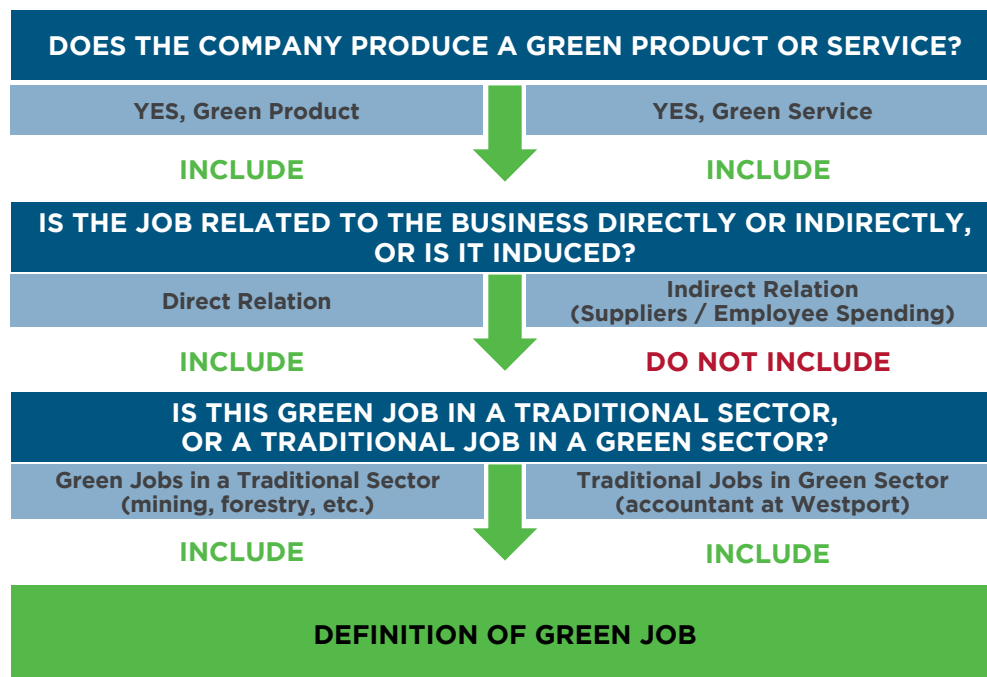 DOES THE COMPANY PRODUCE A GREEN PRODUCT OR SERVICE?
YES, Green Product
YES, Green Service
INCLUDE
INCLUDE
IS THE JOB RELATED TO THE BUSINESS DIRECTLY OR INDIRECTLY,
OR IS IT INDUCED?
Direct Relation
Indirect Relation
(Suppliers / Employee Spending)
INCLUDE
DO NOT INCLUDE
IS THIS GREEN JOB IN A TRADITIONAL SECTOR,
OR A TRADITIONAL JOB IN A GREEN SECTOR?
Green Jobs in a Traditional Sector
(mining, forestry, etc.)
Traditional Jobs in Green Sector
(accountant at Westport)
INCLUDE
INCLUDE
DEFINITION OF GREEN JOB